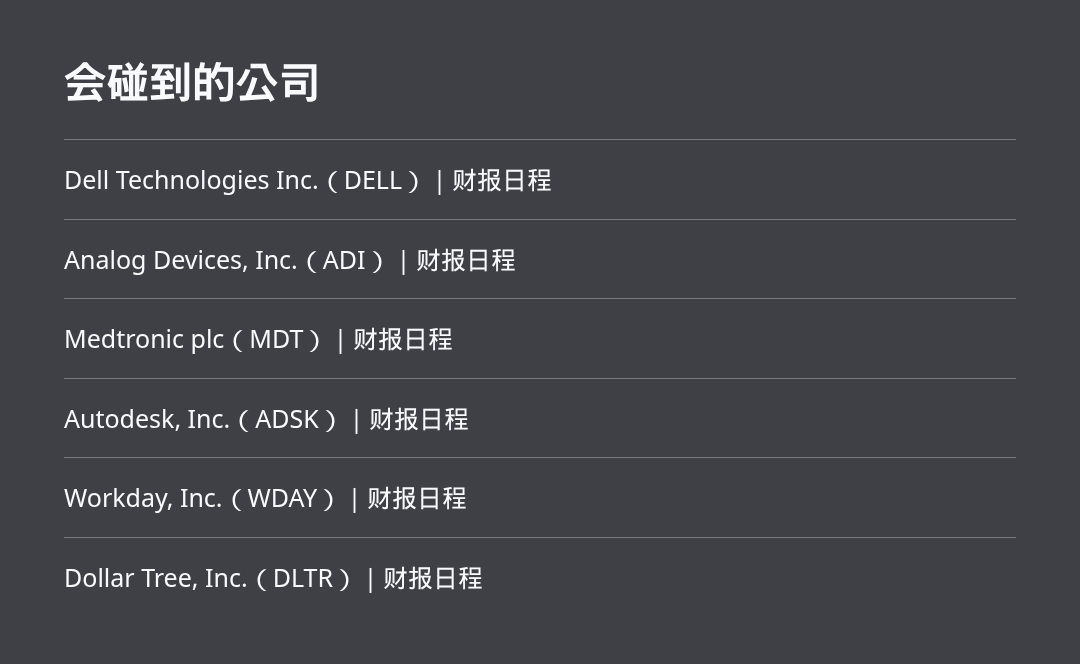 会碰到的公司
Dell Technologies Inc.（DELL）｜财报日程
Analog Devices, Inc.（ADI）｜财报日程
Medtronic plc（MDT）｜财报日程
Autodesk, Inc.（ADSK）｜财报日程
Workday, Inc.（WDAY）｜财报日程
Dollar Tree, Inc.（DLTR）｜财报日程